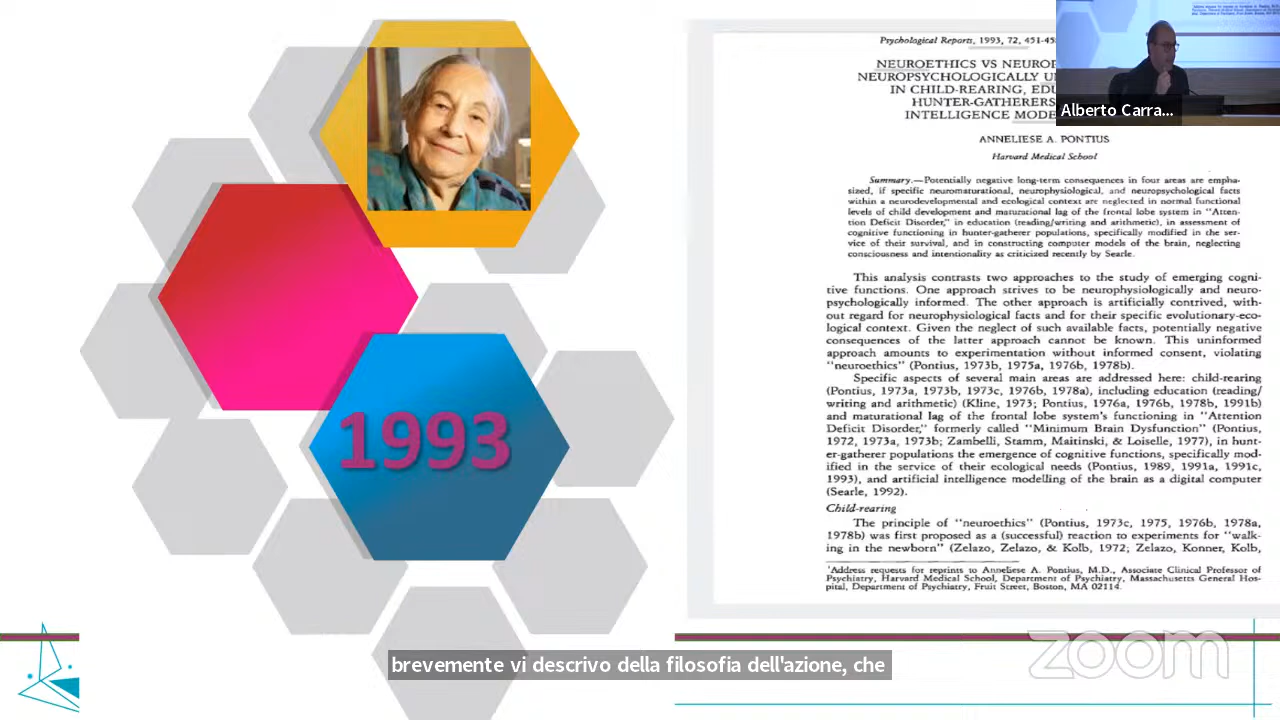 1993
Psychological Reports, 1993, 72,
NEUROETHICS VS
NEUROPSYCHOLOGICALLY
IN CHILD-REARING,
HUNTER-GATHERERS
INTELLIGENCE
ANNELIESE A. PONTIUS
Harvard Medical School
Summary.—Potentially negative long-term consequences in four areas are empha-
sized, if specific neuromaturational, neurophysiological, and neuropsychological facts
within a neurodevelopmental and ecological context are neglected in normal functional
levels of child development and maturational lag of the frontal lobe system in "Atten-
tion Deficit Disorder," in education (reading/writing and arithmetic), in assessment of
cognitive functioning in hunter-gatherer populations, specifically modified in the ser-
vice of their survival, and in constructing computer models of the brain, neglecting
consciousness and intentionality as criticized recently by Searle.
This analysis contrasts two approaches to the study of emerging cogni-
tive functions. One approach strives to be neurophysiologically and neuro-
psychologically informed. The other approach is artificially contrived, with-
out regard for neurophysiological facts and for their specific evolutionary-eco-
logical context. Given the neglect of such available facts, potentially negative
consequences of the latter approach cannot be known. This uninformed
approach amounts to experimentation without informed consent, violating
"neuroethics" (Pontius, 1973b, 1975a, 1976b, 1978b).
Specific aspects of several main areas are addressed here: child-rearing
(Pontius, 1973a, 1973b, 1973c, 1976b, 1978a), including education (reading/
writing and arithmetic) (Kline, 1973; Pontius, 1976a, 1976b, 1978b, 1991b)
and maturational lag of the frontal lobe system's functioning in "Attention
Deficit Disorder," formerly called "Minimum Brain Dysfunction" (Pontius,
1972, 1973a, 1973b; Zambelli, Stamm, Maitinski, & Loiselle, 1977), in hunt-
er-gatherer populations the emergence of cognitive functions, specifically mod-
ified in the service of their ecological needs (Pontius, 1989, 1991a, 1991c,
1993), and artificial intelligence modelling of the brain as a digital computer
(Searle, 1992).
Child-rearing
The principle of "neuroethics" (Pontius, 1973c, 1975, 1976b, 1978a,
1978b) was first proposed as a (successful) reaction to experiments for "walk-
ing in the newborn" (Zelazo, Zelazo, & Kolb, 1972; Zelazo, Konner, Kolb,
¹Address requests for reprints to Anneliese A. Pontius, M.D., Associate Clinical Professor of
Psychiatry, Harvard Medical School, Department of Psychiatry, Massachusetts General Hos-
pital, Department of Psychiatry, Fruit Street, Boston, MA 02114.
Alberto Carra...
zoom
brevemente vi descrivo della filosofia dell'azione, che